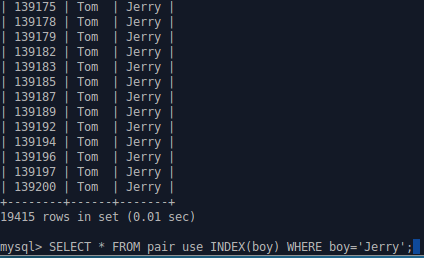 | 139175 | Tom  | Jerry |
| 139178 | Tom  | Jerry |
| 139179 | Tom  | Jerry |
| 139182 | Tom  | Jerry |
| 139183 | Tom  | Jerry |
| 139185 | Tom  | Jerry |
| 139187 | Tom  | Jerry |
| 139189 | Tom  | Jerry |
| 139192 | Tom  | Jerry |
| 139194 | Tom  | Jerry |
| 139196 | Tom  | Jerry |
| 139197 | Tom  | Jerry |
| 139200 | Tom  | Jerry |
+--------+------+-------+
19415 rows in set (0.01 sec)
mysql> SELECT * FROM pair use INDEX(boy) WHERE boy='Jerry';